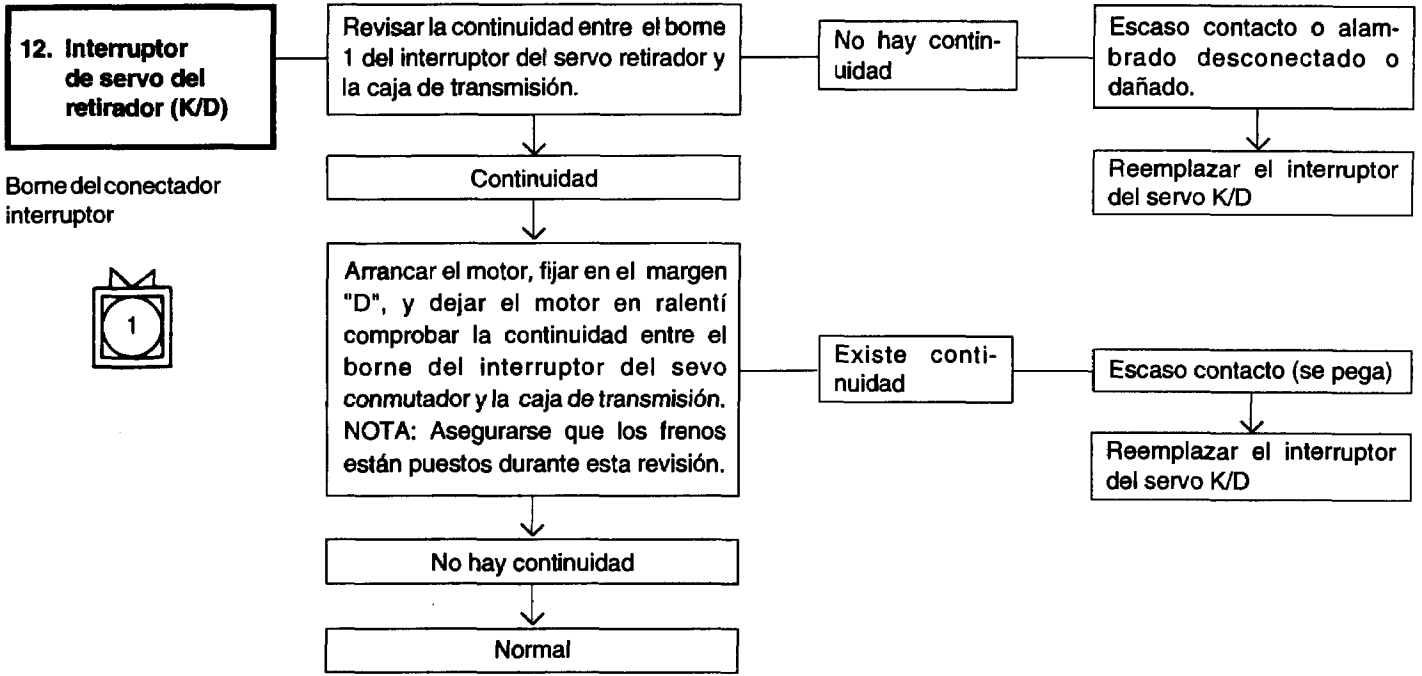 12. Interruptor
de servo del
retirador (K/D)
Borne del conectador
interruptor
1
Revisar la continuidad entre el borne
1 del interruptor del servo retirador y
la caja de transmisión.
No hay contin-
uidad
Escaso contacto o alam-
brado desconectado o
dañado.
Reemplazar el interruptor
del servo K/D
Continuidad
Arrancar el motor, fijar en el margen
"D", y dejar el motor en ralentí
comprobar la continuidad entre el
borne del interruptor del sevo
conmutador y la caja de transmisión.
NOTA: Asegurarse que los frenos
están puestos durante esta revisión.
Existe conti-
nuidad
Escaso contacto (se pega)
Reemplazar el interruptor
del servo K/D
No hay continuidad
Normal